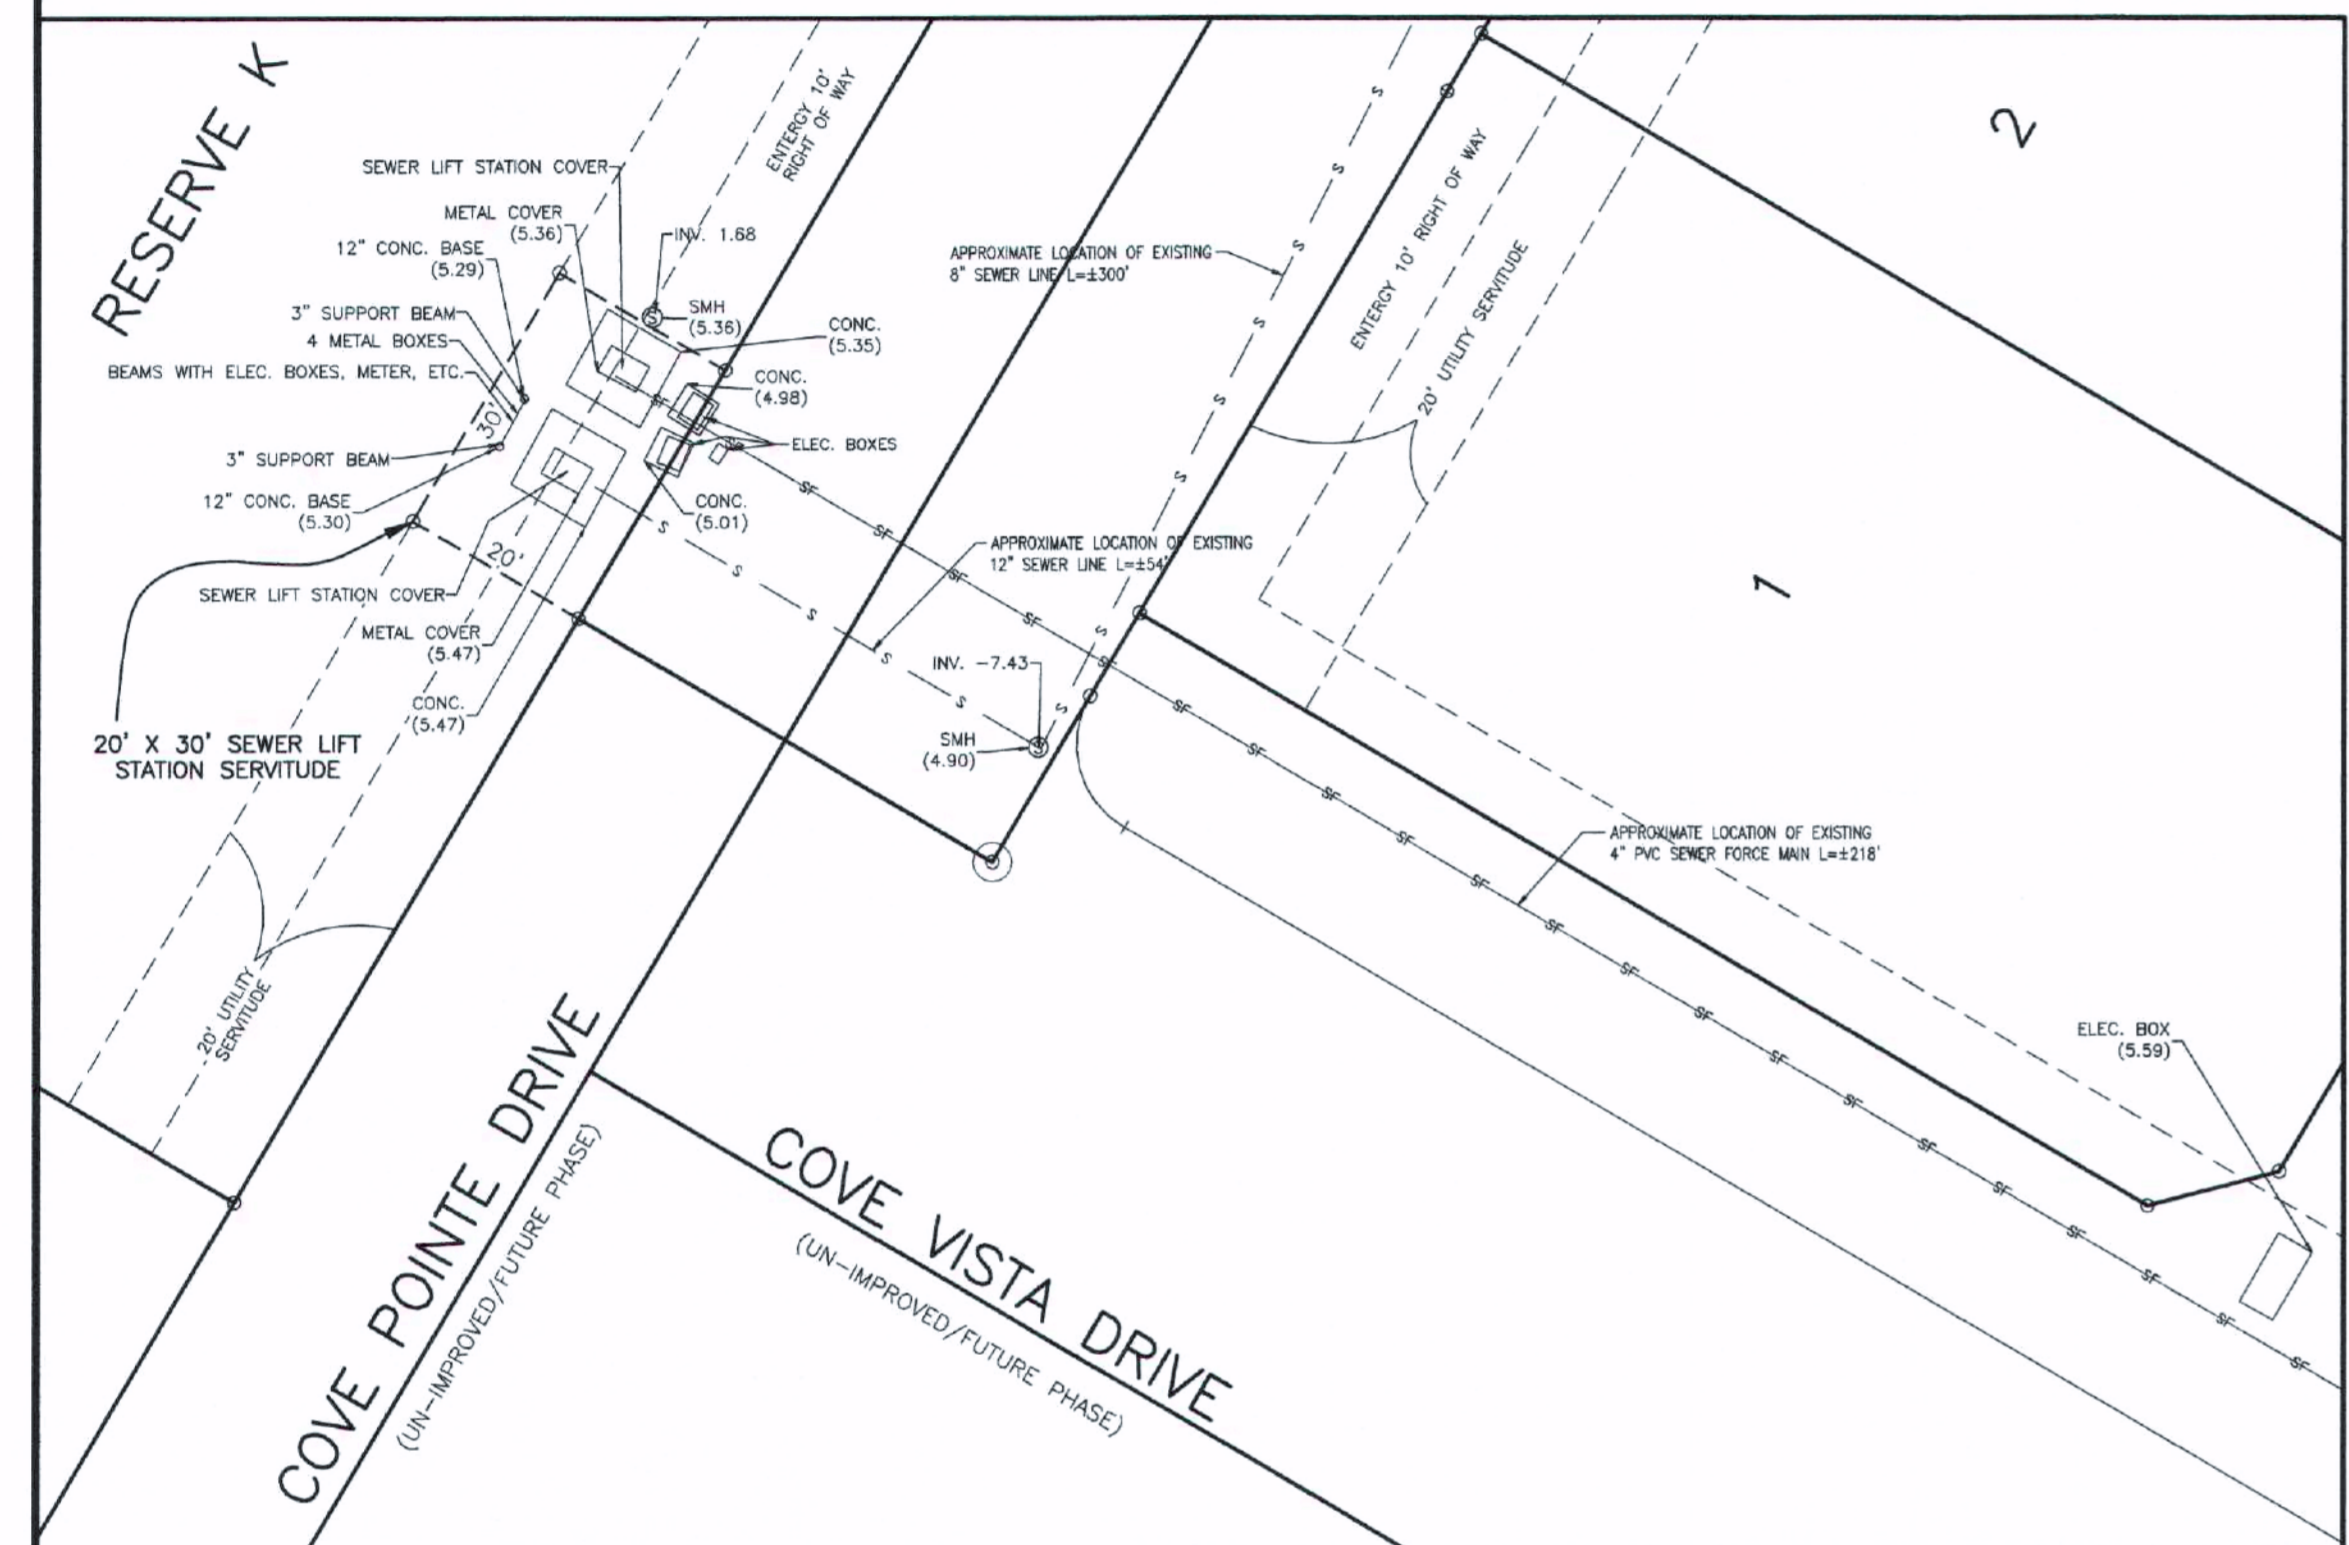 RESERVE K
ENTERGY 10'
RIGHT OF WAY
SEWER LIFT STATION COVER
METAL COVER
(5.36)
INV. 1.68
12" CONC. BASE
(5.29)
SMH
(5.36)
3" SUPPORT BEAM
CONC.
(5.35)
4 METAL BOXES
BEAMS WITH ELEC. BOXES, METER, ETC.
CONC.
(4.98)
30'
ELEC. BOXES
3" SUPPORT BEAM
12" CONC. BASE
(5.30)
CONC.
(5.01)
20'
SEWER LIFT STATION COVER
METAL COVER
(5.47)
CONC.
(5.47)
20' X 30' SEWER LIFT
STATION SERVITUDE
20' UTILITY
SERVITUDE
APPROXIMATE LOCATION OF EXISTING
8" SEWER LINE L=±300'
ENTERGY 10' RIGHT OF WAY
20' UTILITY SERVITUDE
2
1
APPROXIMATE LOCATION OF EXISTING
12" SEWER LINE L=±54'
INV. -7.43
SMH
(4.90)
APPROXIMATE LOCATION OF EXISTING
4" PVC SEWER FORCE MAIN L=±218'
ELEC. BOX
(5.59)
COVE POINTE DRIVE
(UN-IMPROVED/FUTURE PHASE)
COVE VISTA DRIVE
(UN-IMPROVED/FUTURE PHASE)